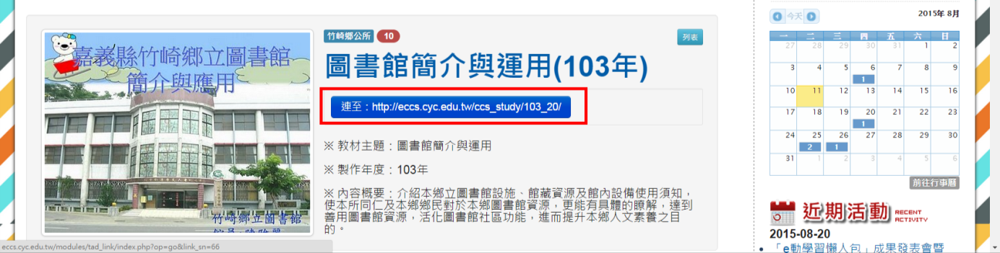 嘉義縣竹崎鄉立圖書館
簡介與應用
竹崎鄉立圖書館
竹崎鄉公所 10
列表
圖書館簡介與運用(103年)
連至：http://eccs.cyc.edu.tw/ccs_study/103_20/
※ 教材主題：圖書館簡介與運用
※ 製作年度：103年
※ 內容概要：介紹本鄉立圖書館設施、館藏資源及館內設備使用須知，
使本所同仁及本鄉鄉民對於本鄉圖書館資源，更能有具體的瞭解，達到
善用圖書館資源，活化圖書館社區功能，進而提升本鄉人文素養之目
的。
今天
2015年 8月
一 二 三 四 五 六 日
27 28 29 30 31 1 2
3 4 5 6 7 8 9
1
10 11 12 13 14 15 16
17 18 19 20 21 22 23
1
24 25 26 27 28 29 30
2 1
31 1 2 3 4 5 6
前往行事曆
近期活動 RECENT
ACTIVITY
2015-08-20
「e動學習懶人包」成果發表會暨
eccs.cyc.edu.tw/modules/tad_link/index.php?op=go&link_sn=66